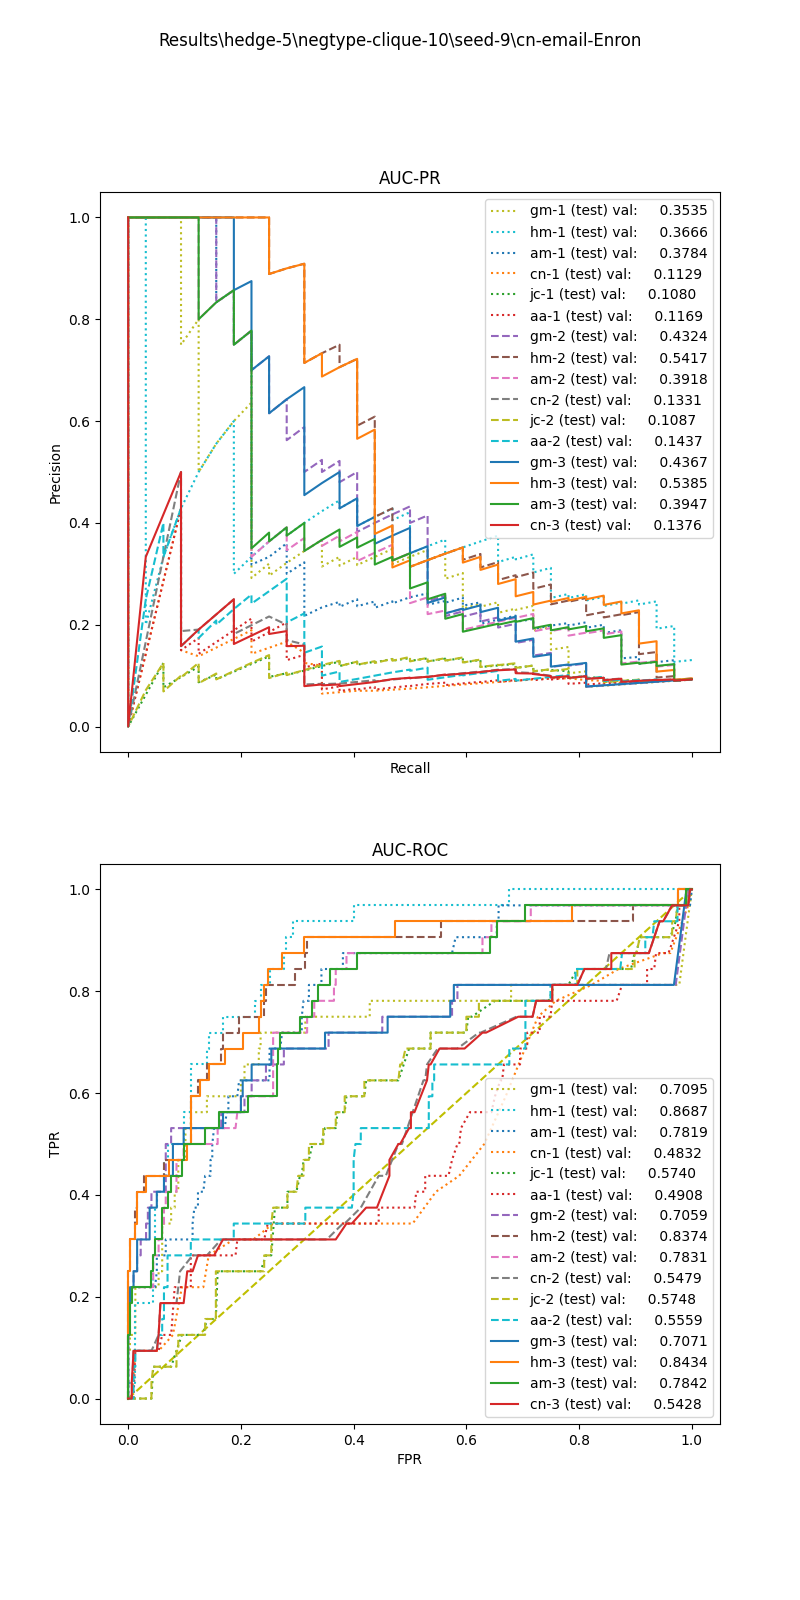 Results\hedge-5\negtype-clique-10\seed-9\cn-email-Enron
AUC-PR
1.0
0.8
0.6
0.4
0.2
0.0
Precision
Recall
gm-1 (test) val: 0.3535
hm-1 (test) val: 0.3666
am-1 (test) val: 0.3784
cn-1 (test) val: 0.1129
jc-1 (test) val: 0.1080
aa-1 (test) val: 0.1169
gm-2 (test) val: 0.4324
hm-2 (test) val: 0.5417
am-2 (test) val: 0.3918
cn-2 (test) val: 0.1331
jc-2 (test) val: 0.1087
aa-2 (test) val: 0.1437
gm-3 (test) val: 0.4367
hm-3 (test) val: 0.5385
am-3 (test) val: 0.3947
cn-3 (test) val: 0.1376
AUC-ROC
1.0
0.8
0.6
0.4
0.2
0.0
TPR
gm-1 (test) val: 0.7095
hm-1 (test) val: 0.8687
am-1 (test) val: 0.7819
cn-1 (test) val: 0.4832
jc-1 (test) val: 0.5740
aa-1 (test) val: 0.4908
gm-2 (test) val: 0.7059
hm-2 (test) val: 0.8374
am-2 (test) val: 0.7831
cn-2 (test) val: 0.5479
jc-2 (test) val: 0.5748
aa-2 (test) val: 0.5559
gm-3 (test) val: 0.7071
hm-3 (test) val: 0.8434
am-3 (test) val: 0.7842
cn-3 (test) val: 0.5428
0.0 0.2 0.4 0.6 0.8 1.0
FPR